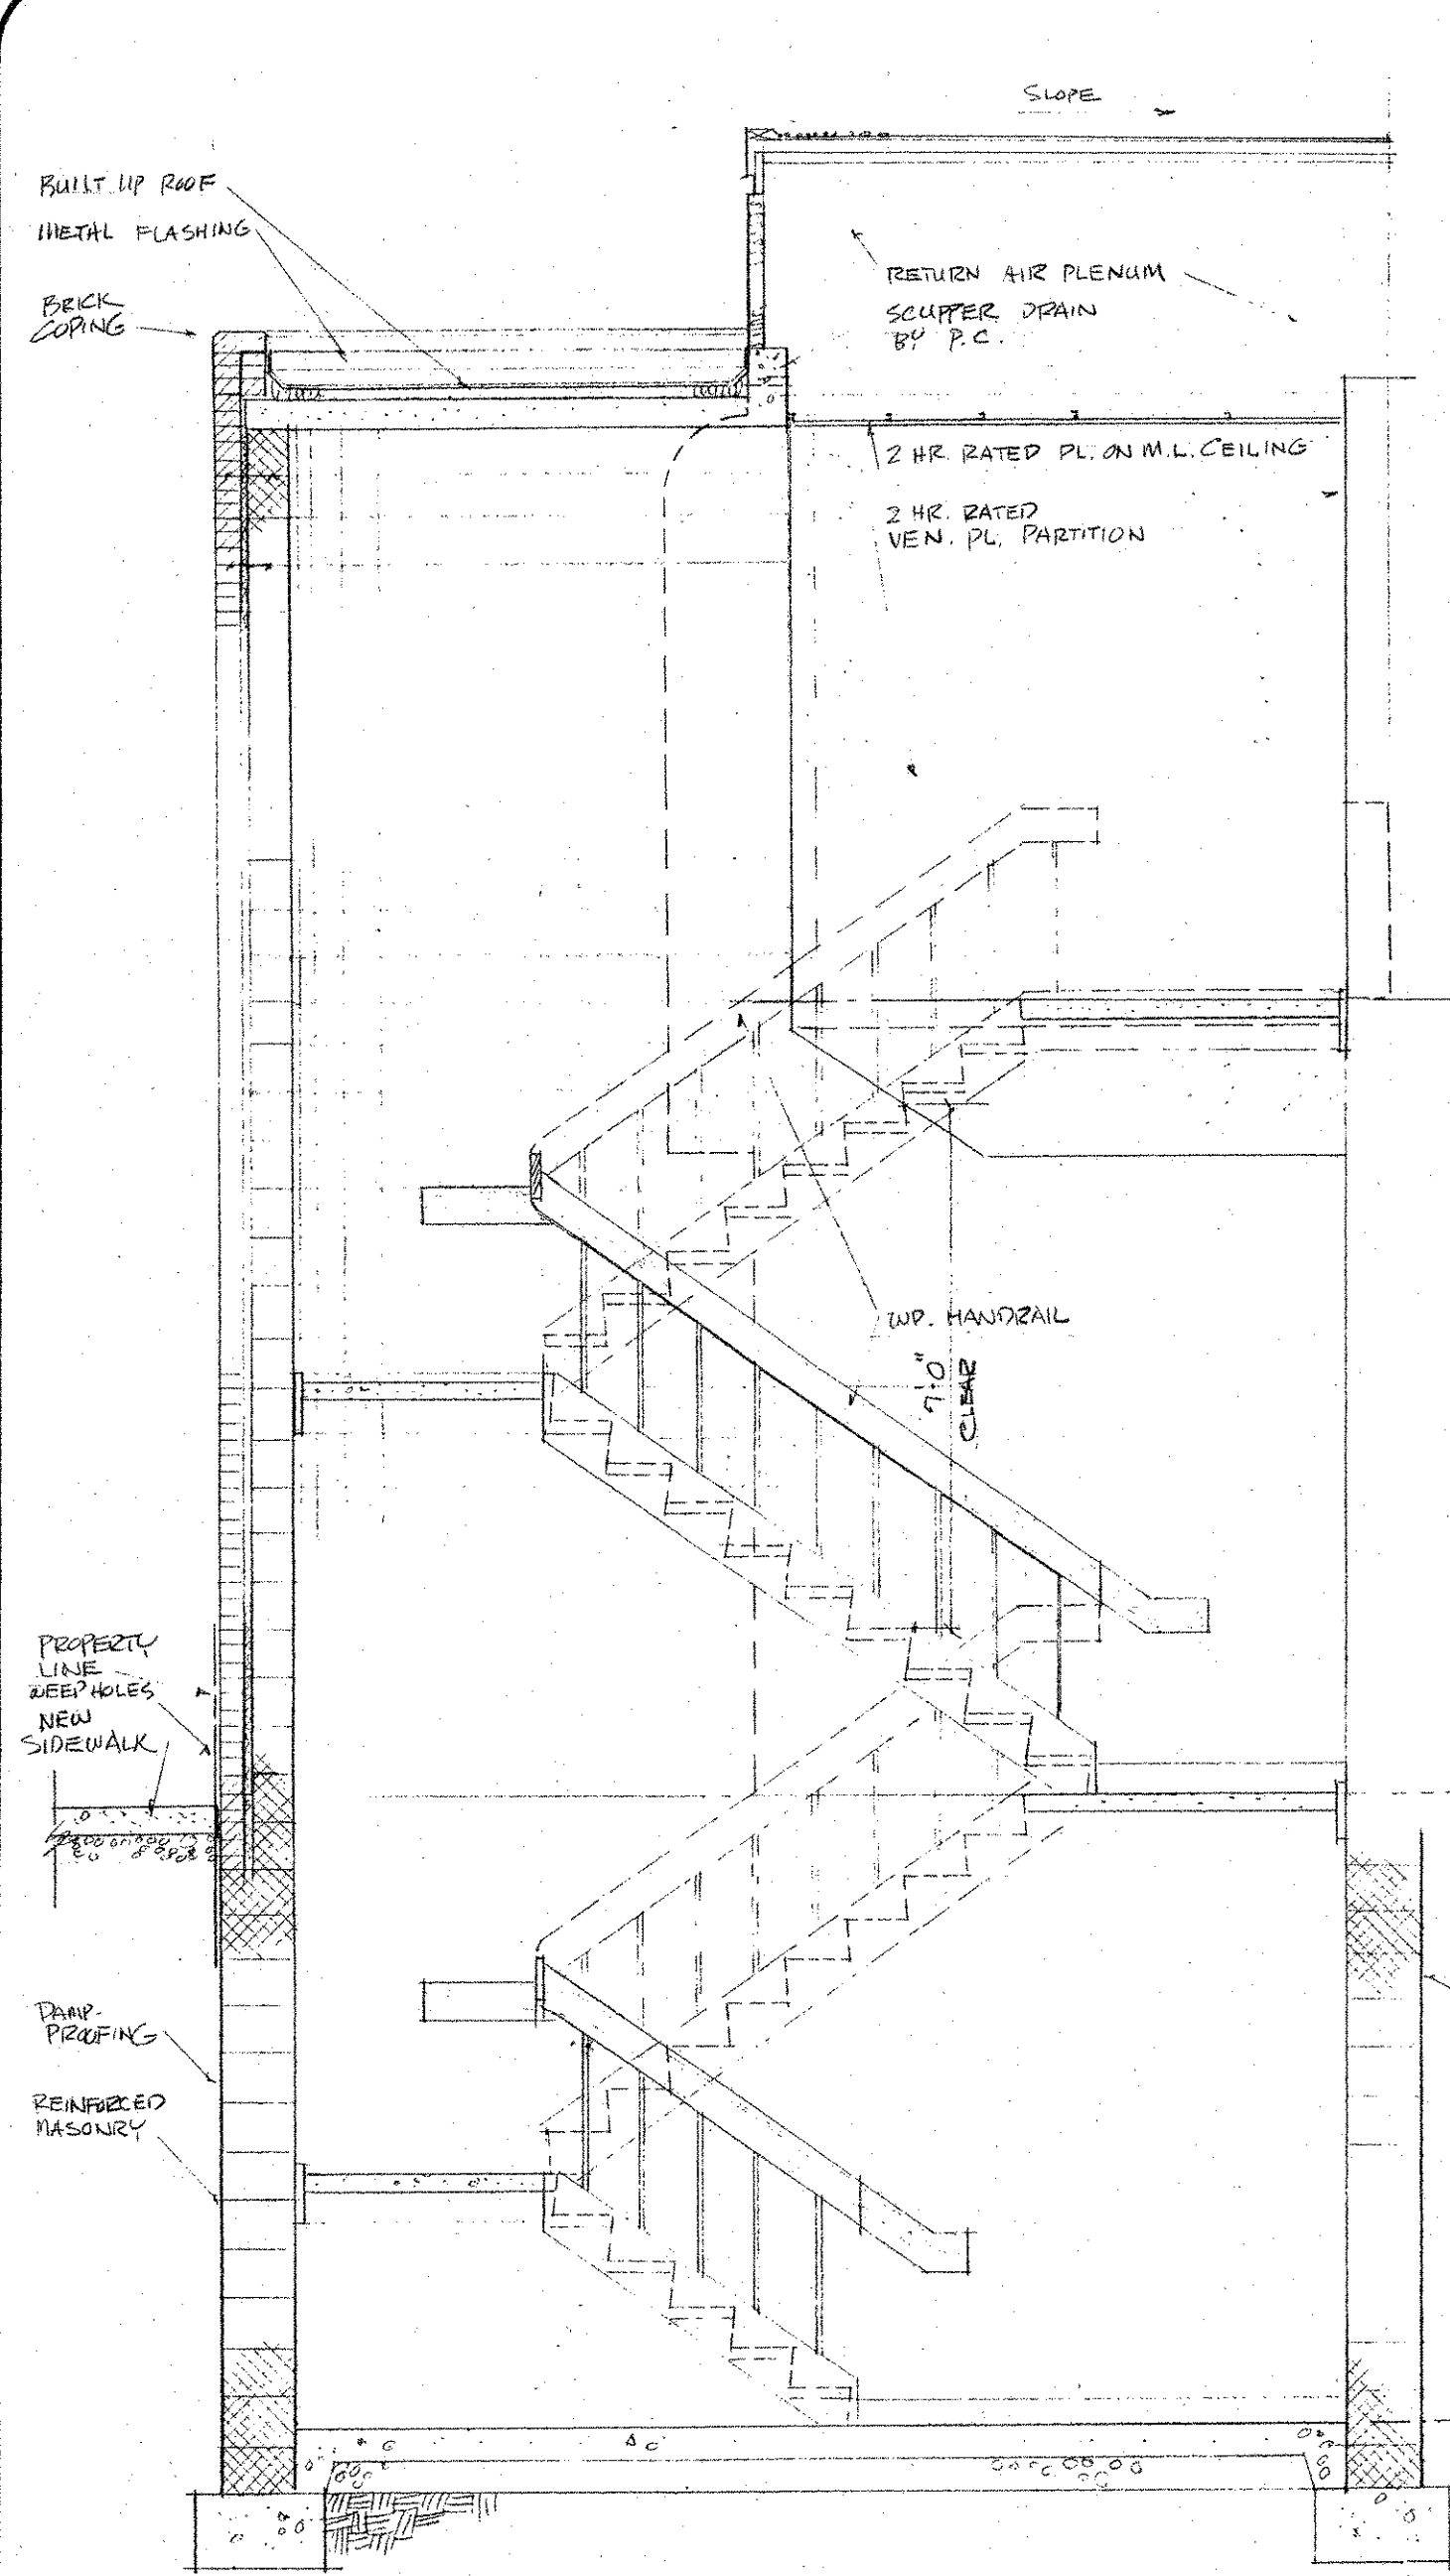 SLOPE
BUILT UP ROOF
METAL FLASHING
BRICK
COPING
RETURN AIR PLENUM
SCUPPER DRAIN
BY P.C.
2 HR. RATED PL. ON M.L. CEILING
2 HR. RATED
VEN. PL. PARTITION
WD. HANDRAIL
7'-0"
CLEAR
PROPERTY
LINE
WEEP HOLES
NEW
SIDEWALK
DAMP-
PROOFING
REINFORCED
MASONRY